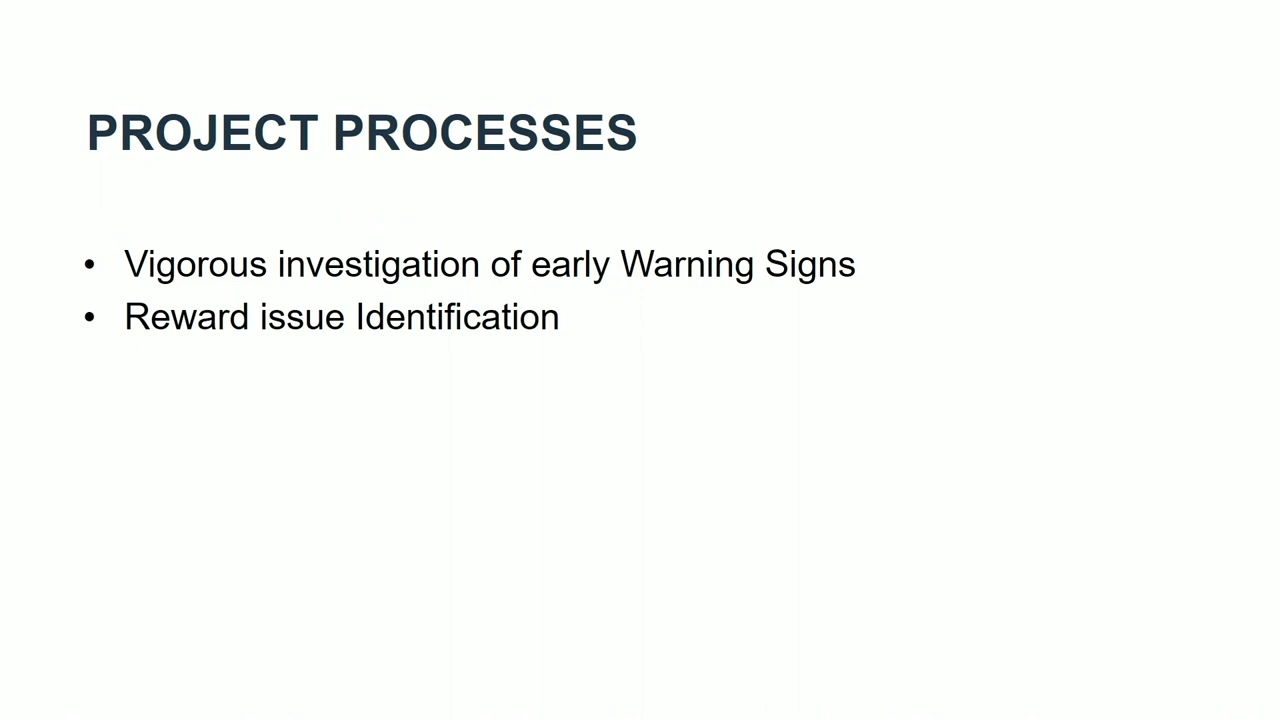 PROJECT PROCESSES
• Vigorous investigation of early Warning Signs
• Reward issue Identification